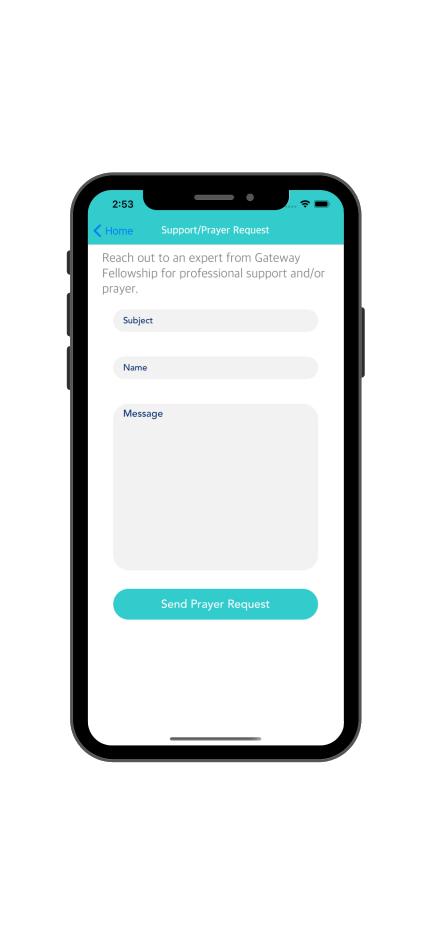 2:53
Home
Support/Prayer Request
Reach out to an expert from Gateway
Fellowship for professional support and/or
prayer.
Subject
Name
Message
Send Prayer Request